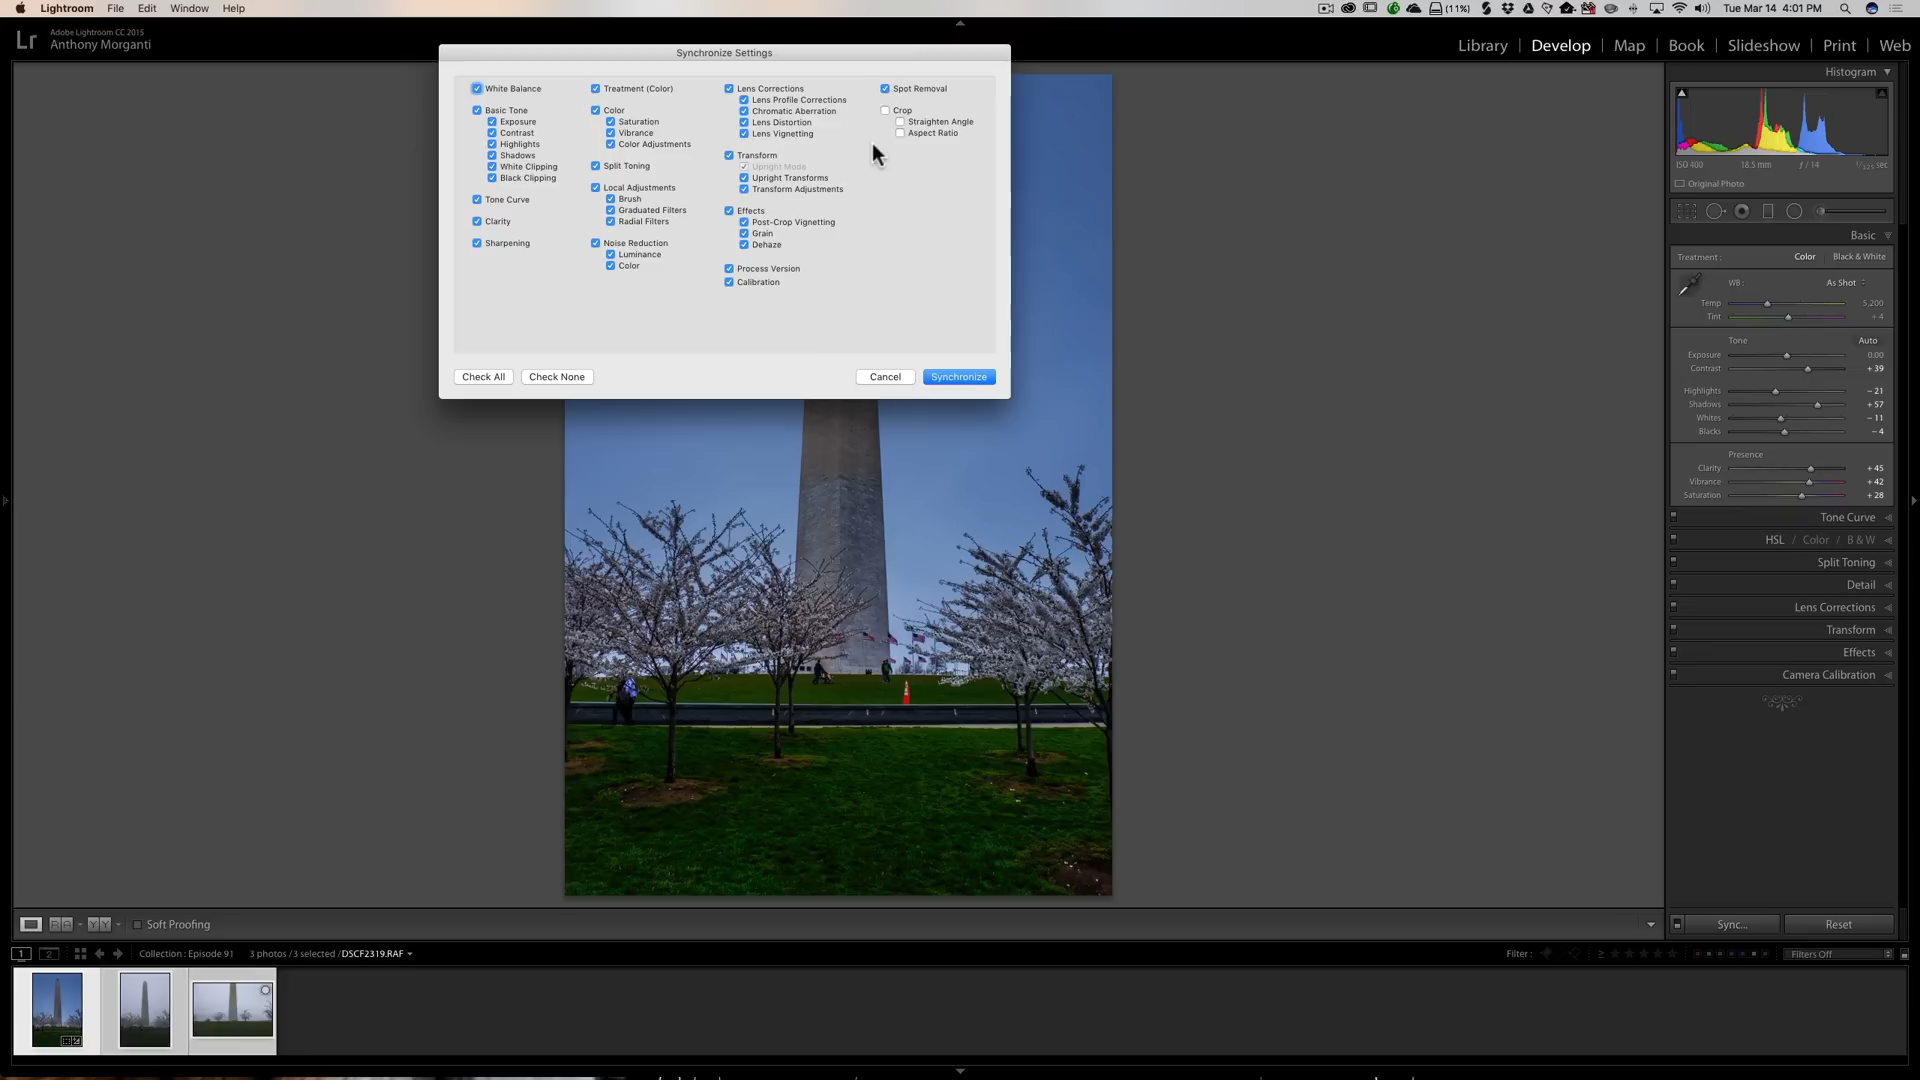 Lightroom File Edit Window Help (11%) Tue Mar 14 4:01 PM
Lr Adobe Lightroom CC 2015
Anthony Morganti
Library | Develop | Map | Book | Slideshow | Print | Web
Synchronize Settings
White Balance
Basic Tone
Exposure
Contrast
Highlights
Shadows
White Clipping
Black Clipping
Tone Curve
Clarity
Sharpening
Treatment (Color)
Color
Saturation
Vibrance
Color Adjustments
Split Toning
Local Adjustments
Brush
Graduated Filters
Radial Filters
Noise Reduction
Luminance
Color
Lens Corrections
Lens Profile Corrections
Chromatic Aberration
Lens Distortion
Lens Vignetting
Transform
Upright Mode
Upright Transforms
Transform Adjustments
Effects
Post-Crop Vignetting
Grain
Dehaze
Process Version
Calibration
Spot Removal
Crop
Straighten Angle
Aspect Ratio
Check All Check None Cancel Synchronize
Histogram
ISO 400 18.5 mm ƒ / 14 ¹/₁₂₅ sec
Original Photo
Basic
Treatment : Color Black & White
WB: As Shot
Temp 5,200
Tint + 4
Tone Auto
Exposure 0.00
Contrast + 39
Highlights − 21
Shadows + 57
Whites − 11
Blacks − 4
Presence
Clarity + 45
Vibrance + 42
Saturation + 28
Tone Curve
HSL / Color / B & W
Split Toning
Detail
Lens Corrections
Transform
Effects
Camera Calibration
Soft Proofing
Sync... Reset
1 2 Collection : Episode 91 3 photos / 3 selected / DSCF2319.RAF Filter : Filters Off